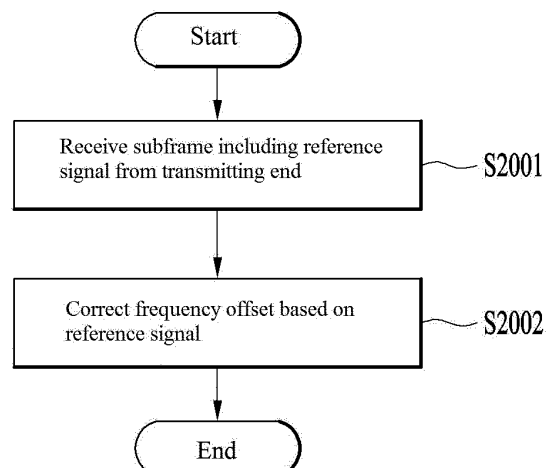 Start
Receive subframe including reference
signal from transmitting end
S2001
Correct frequency offset based on
reference signal
S2002
End